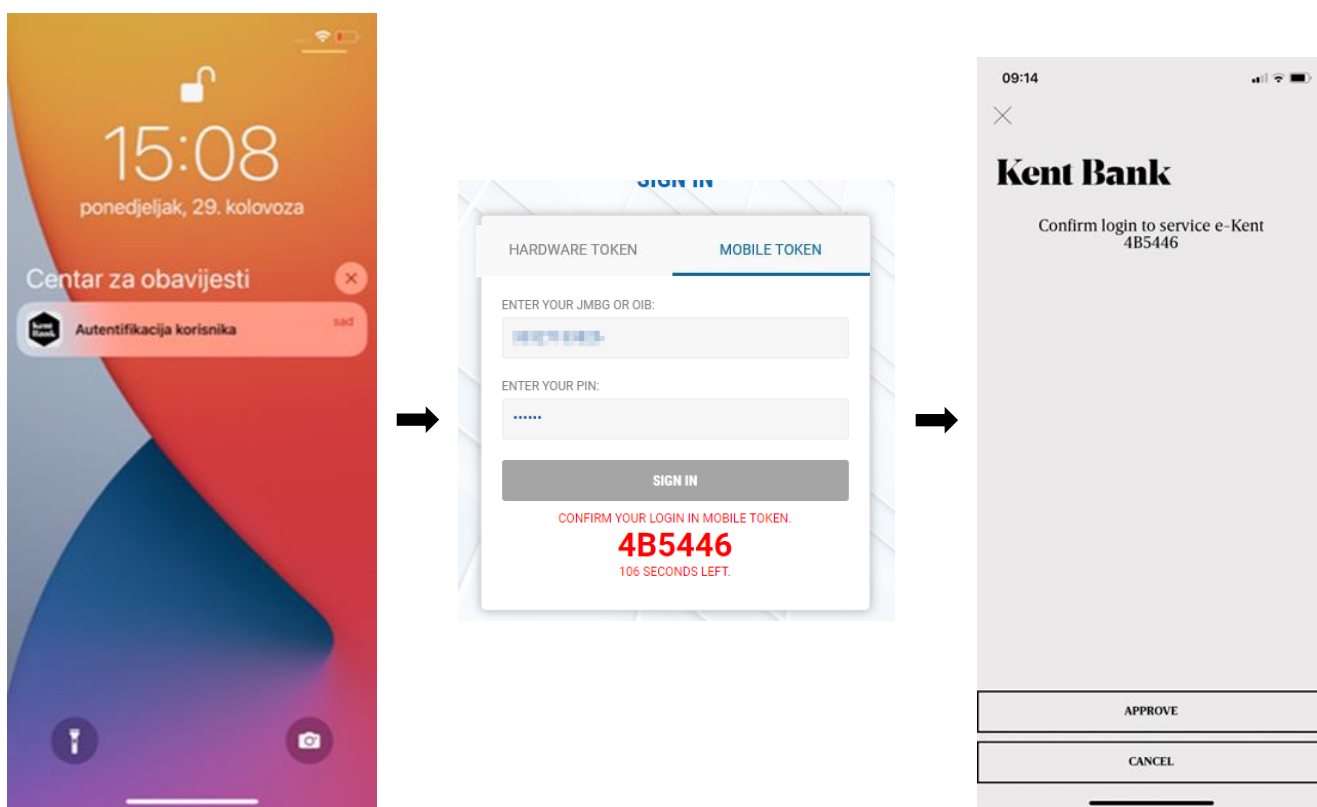 15:08
ponedjeljak, 29. kolovoza
Centar za obavijesti
Kent
Bank
Autentifikacija korisnika
sad
SIGN IN
HARDWARE TOKEN
MOBILE TOKEN
ENTER YOUR JMBG OR OIB:
ENTER YOUR PIN:
••••••
SIGN IN
CONFIRM YOUR LOGIN IN MOBILE TOKEN.
4B5446
106 SECONDS LEFT.
09:14
Kent Bank
Confirm login to service e-Kent
4B5446
APPROVE
CANCEL